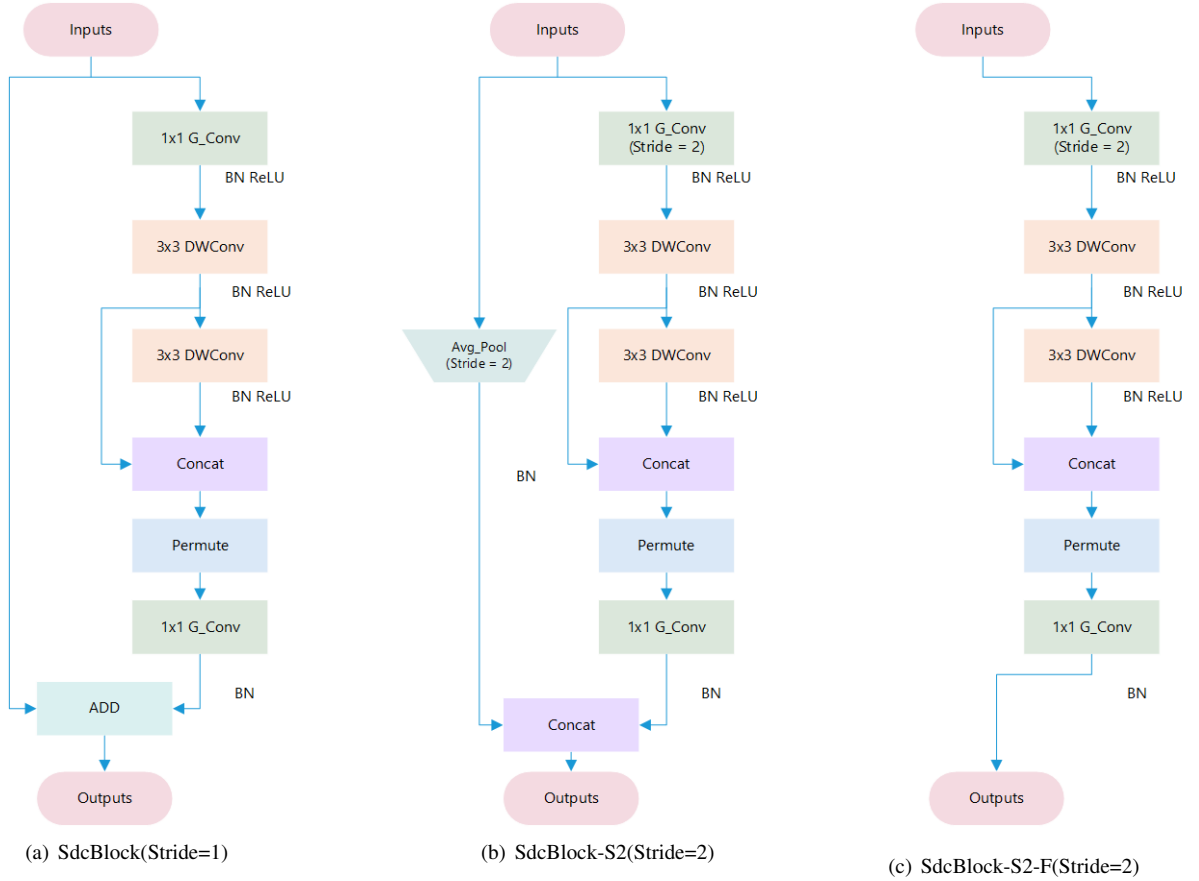 Inputs
1x1 G_Conv
BN ReLU
3x3 DWConv
BN ReLU
3x3 DWConv
BN ReLU
Concat
Permute
1x1 G_Conv
BN
ADD
Outputs
(a) SdcBlock(Stride=1)
Inputs
1x1 G_Conv
(Stride = 2)
BN ReLU
3x3 DWConv
BN ReLU
Avg_Pool
(Stride = 2)
3x3 DWConv
BN ReLU
Concat
BN
Permute
1x1 G_Conv
BN
Concat
Outputs
(b) SdcBlock-S2(Stride=2)
Inputs
1x1 G_Conv
(Stride = 2)
BN ReLU
3x3 DWConv
BN ReLU
3x3 DWConv
BN ReLU
Concat
Permute
1x1 G_Conv
BN
Outputs
(c) SdcBlock-S2-F(Stride=2)